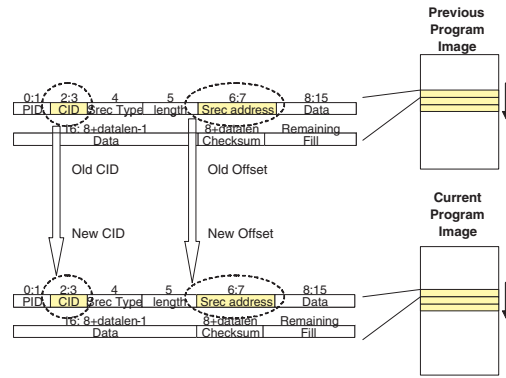 Previous
Program
Image
0:1 2:3 4 5 6:7 8:15
PID CID Srec Type length Srec address Data
16: 8+datalen-1 8+datalen Remaining
Data Checksum Fill
Old CID Old Offset
Current
Program
Image
New CID New Offset
0:1 2:3 4 5 6:7 8:15
PID CID Srec Type length Srec address Data
16: 8+datalen-1 8+datalen Remaining
Data Checksum Fill